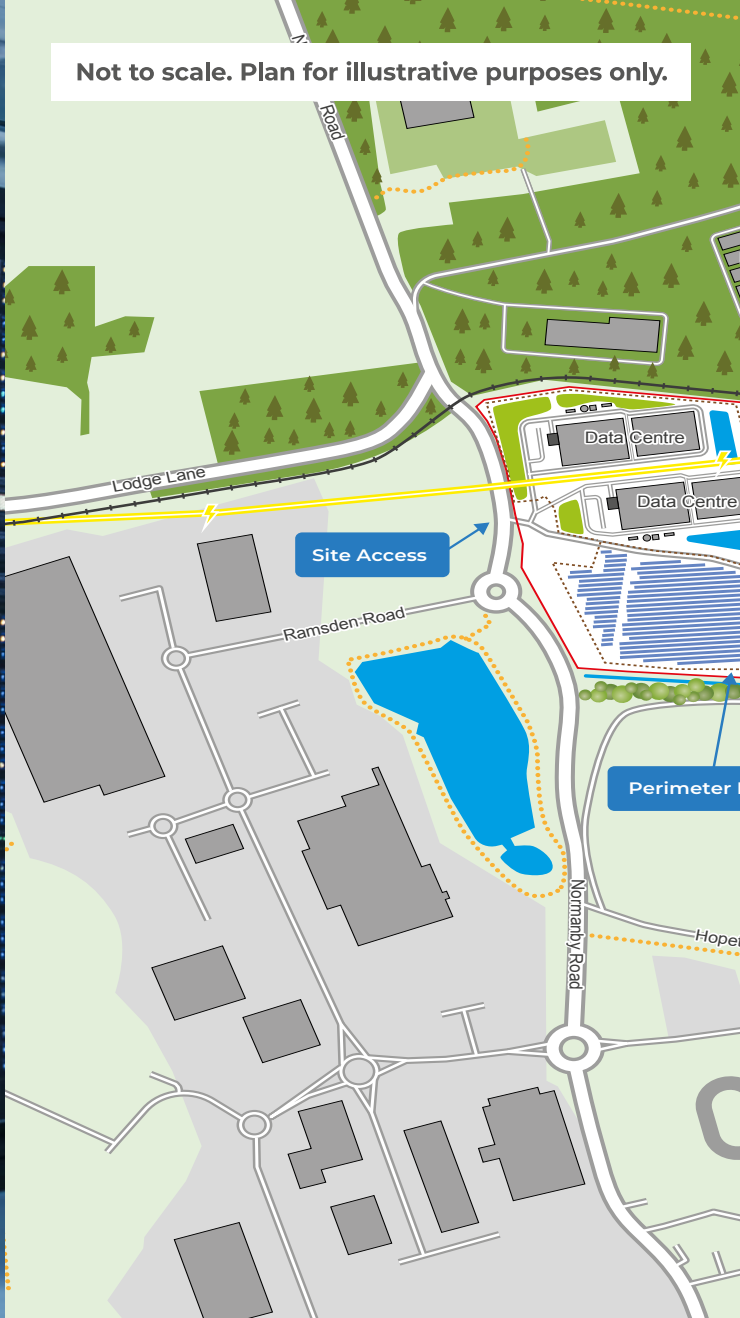 Not to scale. Plan for illustrative purposes only.
Road
Data Centre
Lodge Lane
Data Centre
Site Access
Ramsden Road
Perimeter
Normanby Road